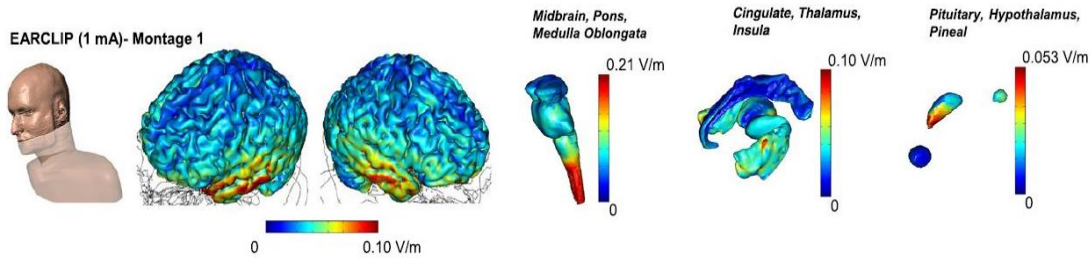 EARCLIP (1 mA)- Montage 1
0
0.10 V/m
Midbrain, Pons,
Medulla Oblongata
0.21 V/m
0
Cingulate, Thalamus,
Insula
0.10 V/m
0
Pituitary, Hypothalamus,
Pineal
0.053 V/m
0